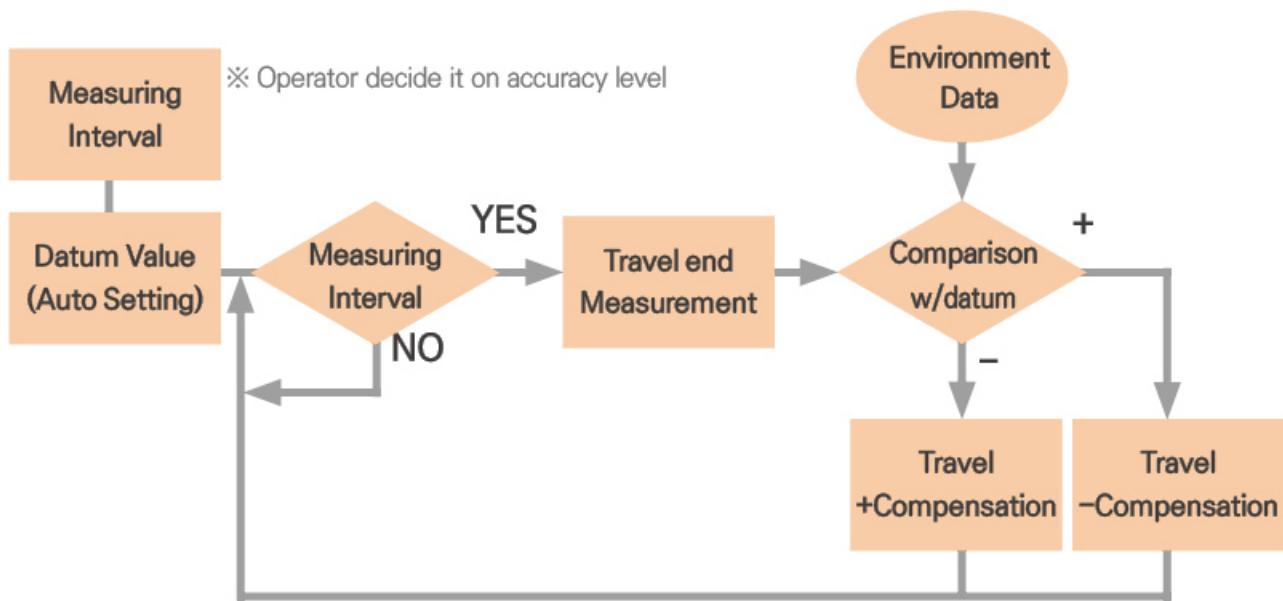 Measuring
Interval
※ Operator decide it on accuracy level
Environment
Data
Datum Value
(Auto Setting)
Measuring
Interval
YES
NO
Travel end
Measurement
Comparison
w/datum
+
−
Travel
+Compensation
Travel
−Compensation